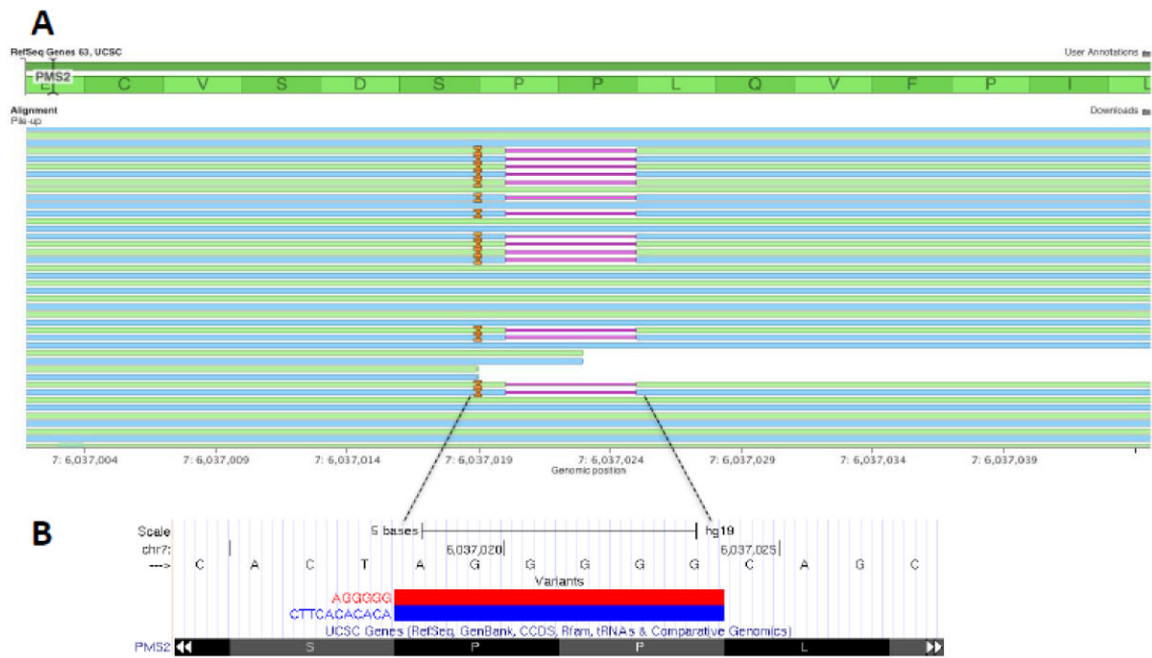 A
RefSeq Genes 63, UCSC
User Annotations
PMS2
C V S D S P P L Q V F P I L
Alignment
Pile-up
Downloads
7: 6,037,004 7: 6,037,009 7: 6,037,014 7: 6,037,019 7: 6,037,024 7: 6,037,029 7: 6,037,034 7: 6,037,039
Genomic position
B
Scale 5 bases hg19
chr7: 6,037,020 6,037,025
---> C A C T A G G G G G C A G C
Variants
AGGGGG
CTTCACACACA
UCSC Genes (RefSeq, GenBank, CCDS, Rfam, tRNAs & Comparative Genomics)
PMS2 S P P L